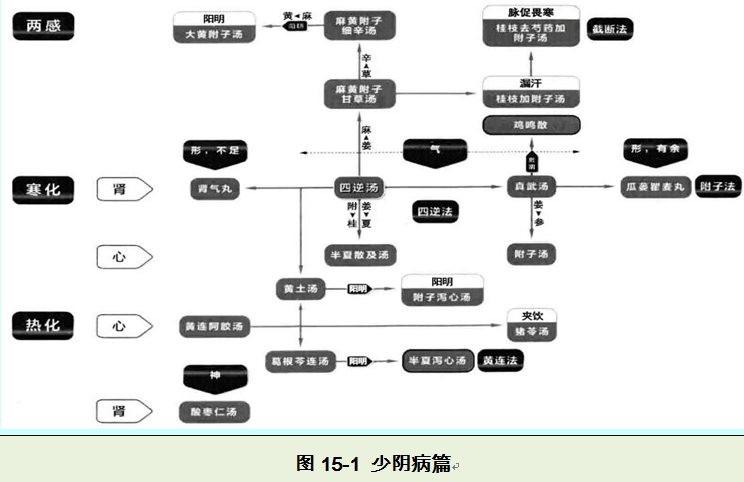 两感
阳明
大黄附子汤
黄◂麻
麻黄附子
细辛汤
脉促畏寒
桂枝去芍药加
附子汤
截断法
辛▴草
麻黄附子
甘草汤
漏汗
桂枝加附子汤
麻▴姜
鸡鸣散
形，不足
气
形，有余
寒化
肾
肾气丸
四逆汤
真武汤
瓜蒌瞿麦丸
附子法
四逆法
附▾桂
姜▾夏
姜▾参
心
半夏散及汤
附子汤
黄土汤
阳明
阳明
附子泻心汤
热化
心
黄连阿胶汤
夹饮
猪苓汤
葛根芩连汤
阳明
半夏泻心汤
黄连法
神
肾
酸枣仁汤
图 15-1 少阴病篇